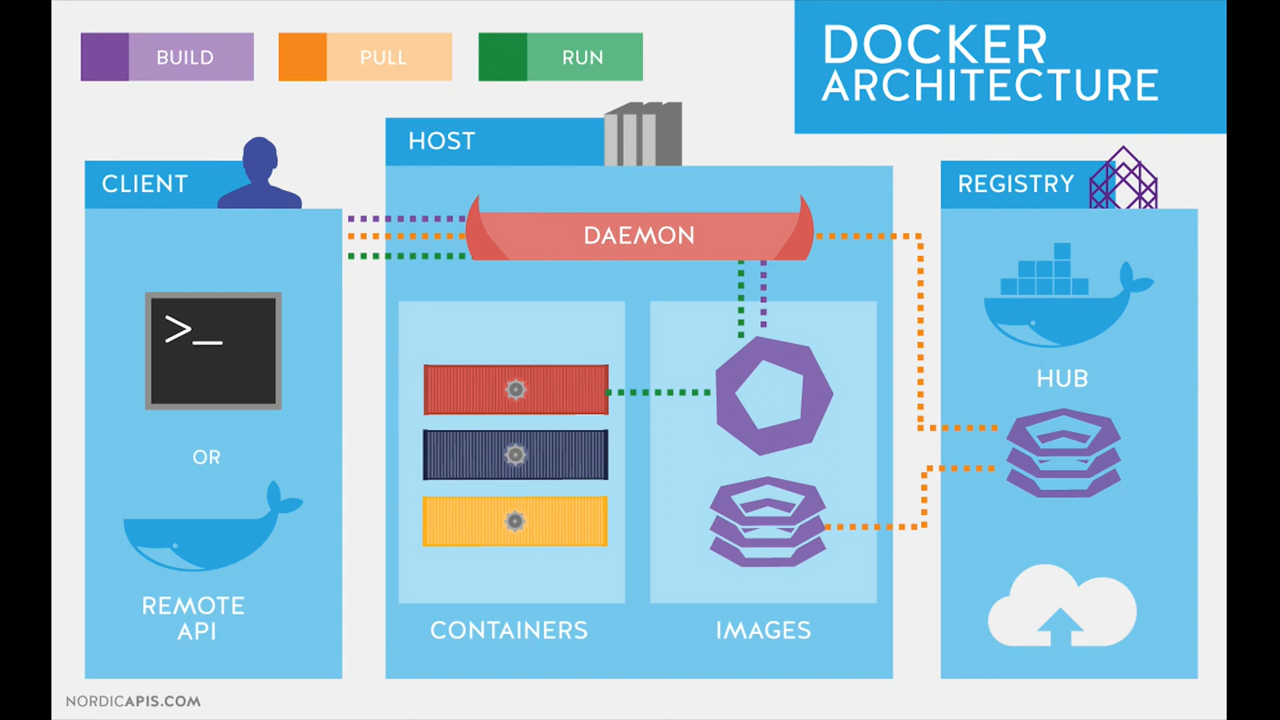 BUILD
PULL
RUN
DOCKER
ARCHITECTURE
HOST
CLIENT
REGISTRY
DAEMON
>_
HUB
OR
REMOTE
API
CONTAINERS
IMAGES
NORDICAPIS.COM